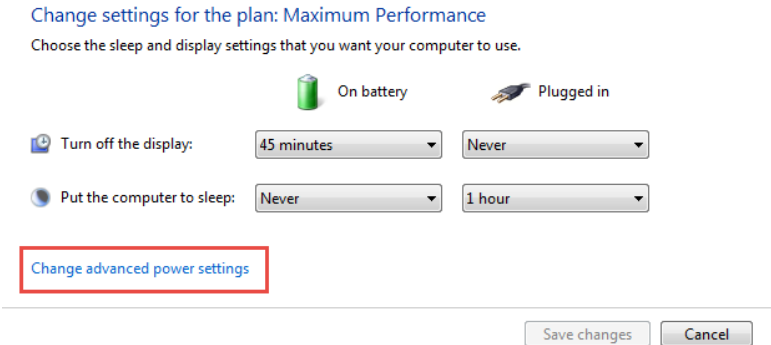 Change settings for the plan: Maximum Performance
Choose the sleep and display settings that you want your computer to use.
On battery Plugged in
Turn off the display: 45 minutes Never
Put the computer to sleep: Never 1 hour
Change advanced power settings
Save changes Cancel